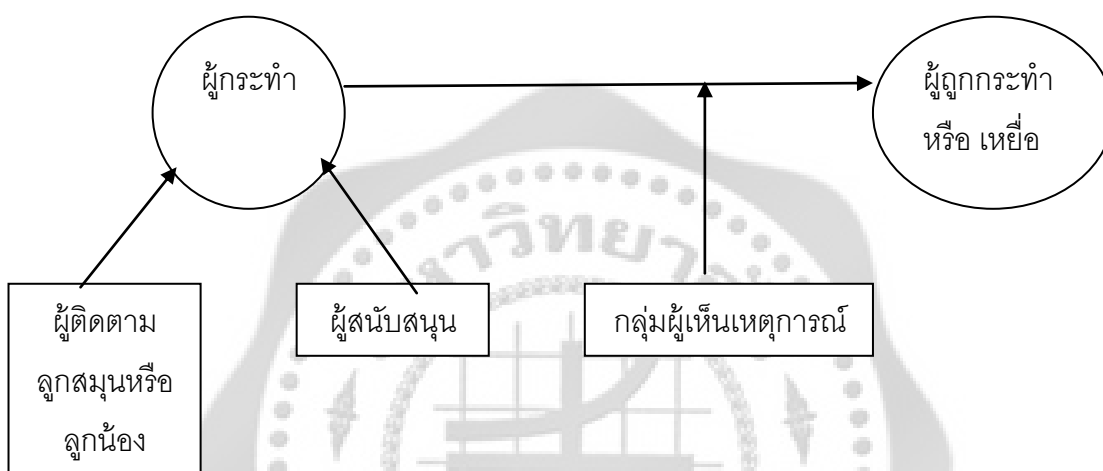 ผู้กระทำ
ผู้ถูกกระทำ
หรือ เหยื่อ
ผู้ติดตาม
ลูกสมุนหรือ
ลูกน้อง
ผู้สนับสนุน
กลุ่มผู้เห็นเหตุการณ์